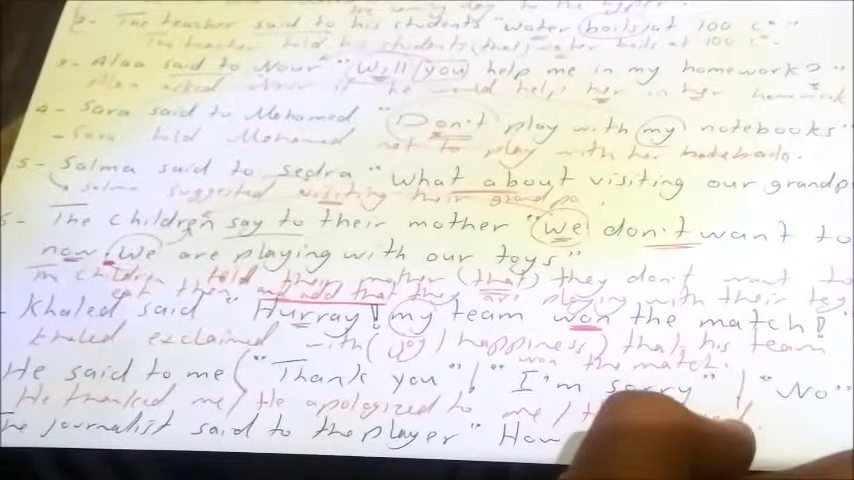 2- The teacher said to his students "water boils at 100 c°"
The teacher told his students (that) water boils at 100 c°.
3- Alaa said to Nour "Will you help me in my homework?"
Alaa asked Nour if he would help her in her homework
4- Sara said to Mohamed "Don't play with my notebooks"
- Sara told Mohamed not to play with her notebooks.
5- Salma said to Sedra "What about visiting our grandp
Salma suggested visiting their grandpa.
- The children say to their mother "We don't want to
now. We are playing with our toys"
The children told their mother (that) they don't want to
eat then and add that they are playing with their toy
- Khaled said "Hurray! my team won the match!"
Khaled exclaimed with (joy / happiness) that his team
won the match.
He said to me "Thank you" / "I'm sorry" / "No"
He thanked me / He apologized to me /
The journalist said to the player " How